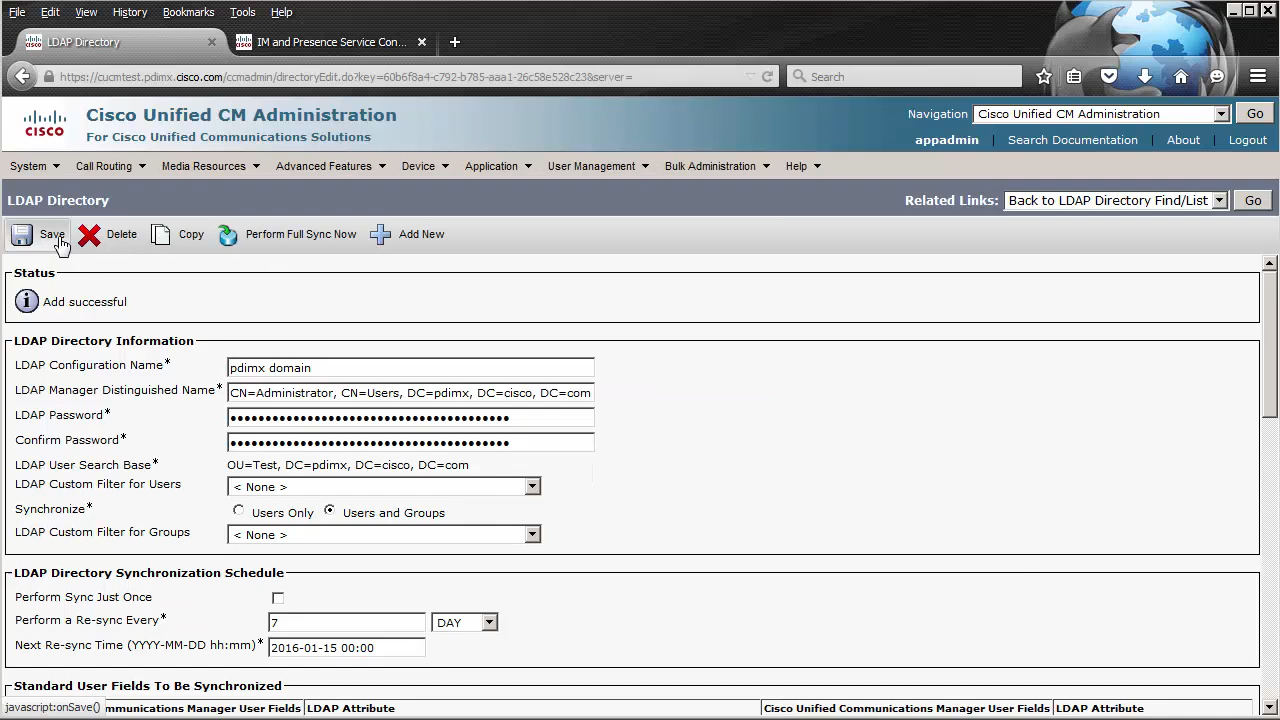 File Edit View History Bookmarks Tools Help
LDAP Directory × IM and Presence Service Con... × +
https://cucmtest.pdimx.cisco.com/ccmadmin/directoryEdit.do?key=60b6f8a4-c792-b785-aaa1-26c58e528c23&server= Search
CISCO Cisco Unified CM Administration Navigation Cisco Unified CM Administration Go
For Cisco Unified Communications Solutions appadmin Search Documentation About Logout
System Call Routing Media Resources Advanced Features Device Application User Management Bulk Administration Help
LDAP Directory Related Links: Back to LDAP Directory Find/List Go
Save Delete Copy Perform Full Sync Now Add New
Status
i Add successful
LDAP Directory Information
LDAP Configuration Name* pdimx domain
LDAP Manager Distinguished Name* CN=Administrator, CN=Users, DC=pdimx, DC=cisco, DC=com
LDAP Password* ••••••••••••••••••••••••••••••••••••••••
Confirm Password* ••••••••••••••••••••••••••••••••••••••••
LDAP User Search Base* OU=Test, DC=pdimx, DC=cisco, DC=com
LDAP Custom Filter for Users < None >
Synchronize* Users Only Users and Groups
LDAP Custom Filter for Groups < None >
LDAP Directory Synchronization Schedule
Perform Sync Just Once
Perform a Re-sync Every* 7 DAY
Next Re-sync Time (YYYY-MM-DD hh:mm)* 2016-01-15 00:00
Standard User Fields To Be Synchronized
javascript:onSave() mmunications Manager User Fields LDAP Attribute Cisco Unified Communications Manager User Fields LDAP Attribute